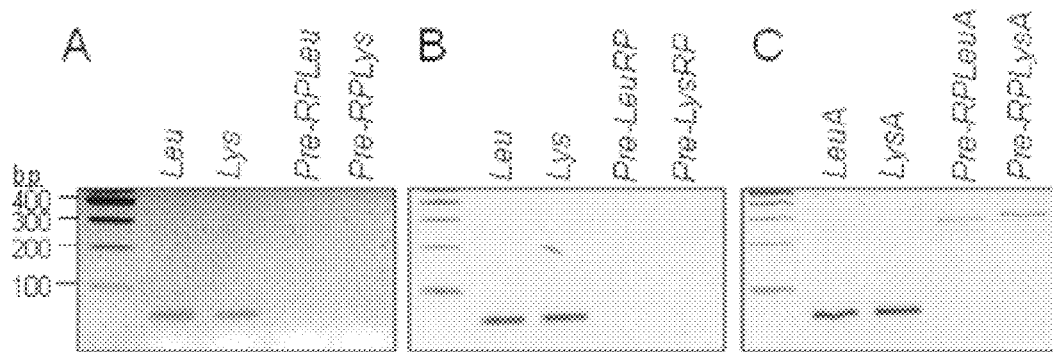 A
Leu
Lys
Pre-RPLeu
Pre-RPLys
B
Leu
Lys
Pre-LeuRP
Pre-LysRP
C
LeuA
LysA
Pre-RPLeuA
Pre-RPLysA
b.p.
400
300
200
100